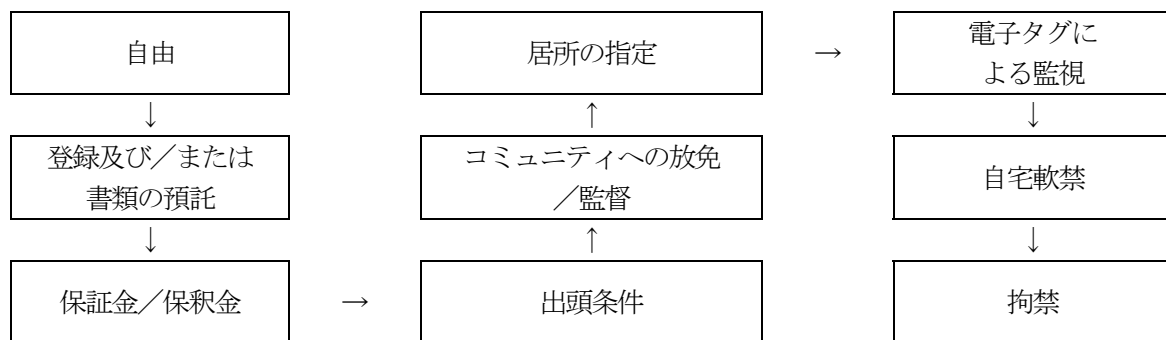 自由
↓
登録及び／または
書類の預託
↓
保証金／保釈金
→
出頭条件
↑
コミュニティへの放免
／監督
↑
居所の指定
→
電子タグに
よる監視
↓
自宅軟禁
↓
拘禁